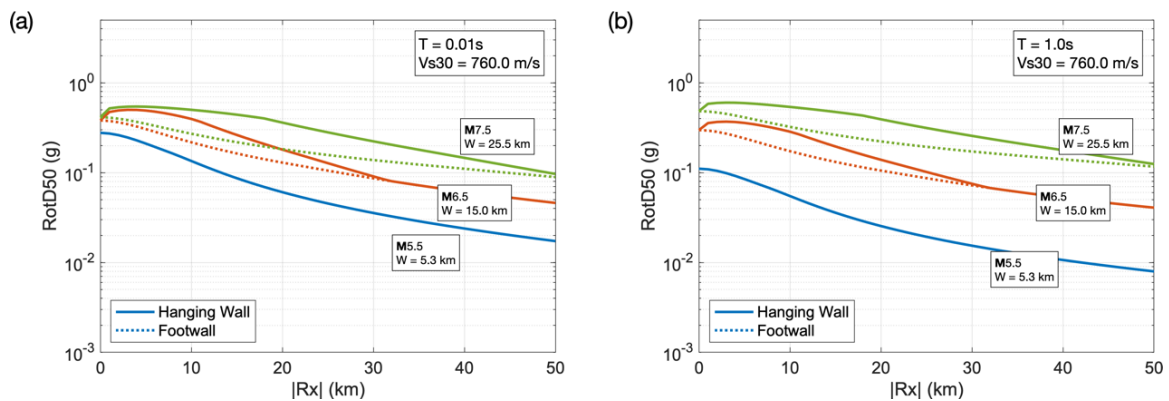 (a)
T = 0.01s
Vs30 = 760.0 m/s
M7.5
W = 25.5 km
M6.5
W = 15.0 km
M5.5
W = 5.3 km
Hanging Wall
Footwall
RotD50 (g)
10^0
10^-1
10^-2
10^-3
0 10 20 30 40 50
|Rx| (km)
(b)
T = 1.0s
Vs30 = 760.0 m/s
M7.5
W = 25.5 km
M6.5
W = 15.0 km
M5.5
W = 5.3 km
Hanging Wall
Footwall
RotD50 (g)
10^0
10^-1
10^-2
10^-3
0 10 20 30 40 50
|Rx| (km)